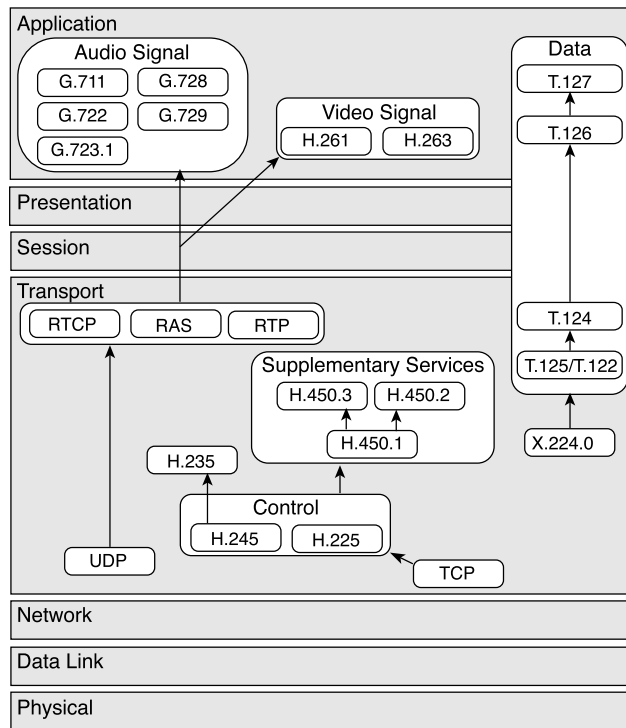 Application
Audio Signal
G.711
G.728
G.722
G.729
G.723.1
Video Signal
H.261
H.263
Data
T.127
T.126
Presentation
Session
Transport
RTCP
RAS
RTP
T.124
T.125/T.122
Supplementary Services
H.450.3
H.450.2
H.450.1
X.224.0
H.235
Control
H.245
H.225
UDP
TCP
Network
Data Link
Physical